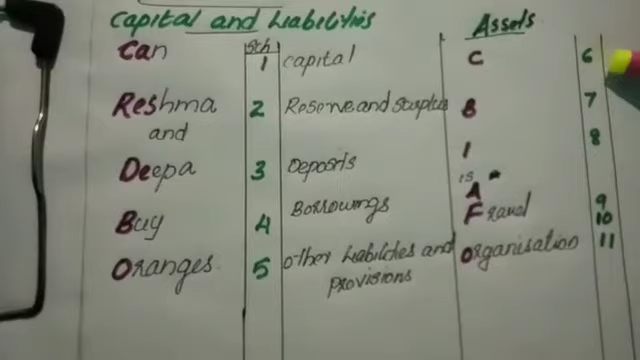 Capital and Liabilities Assets
Can Sch 1 capital C 6
Reshma 2 Reserve and surplus B 7
and 8
Deepa 3 Deposits I
is
A
Buy 4 Borrowings Fraud 9
10
Oranges 5 other liabilities and Organisation 11
provisions